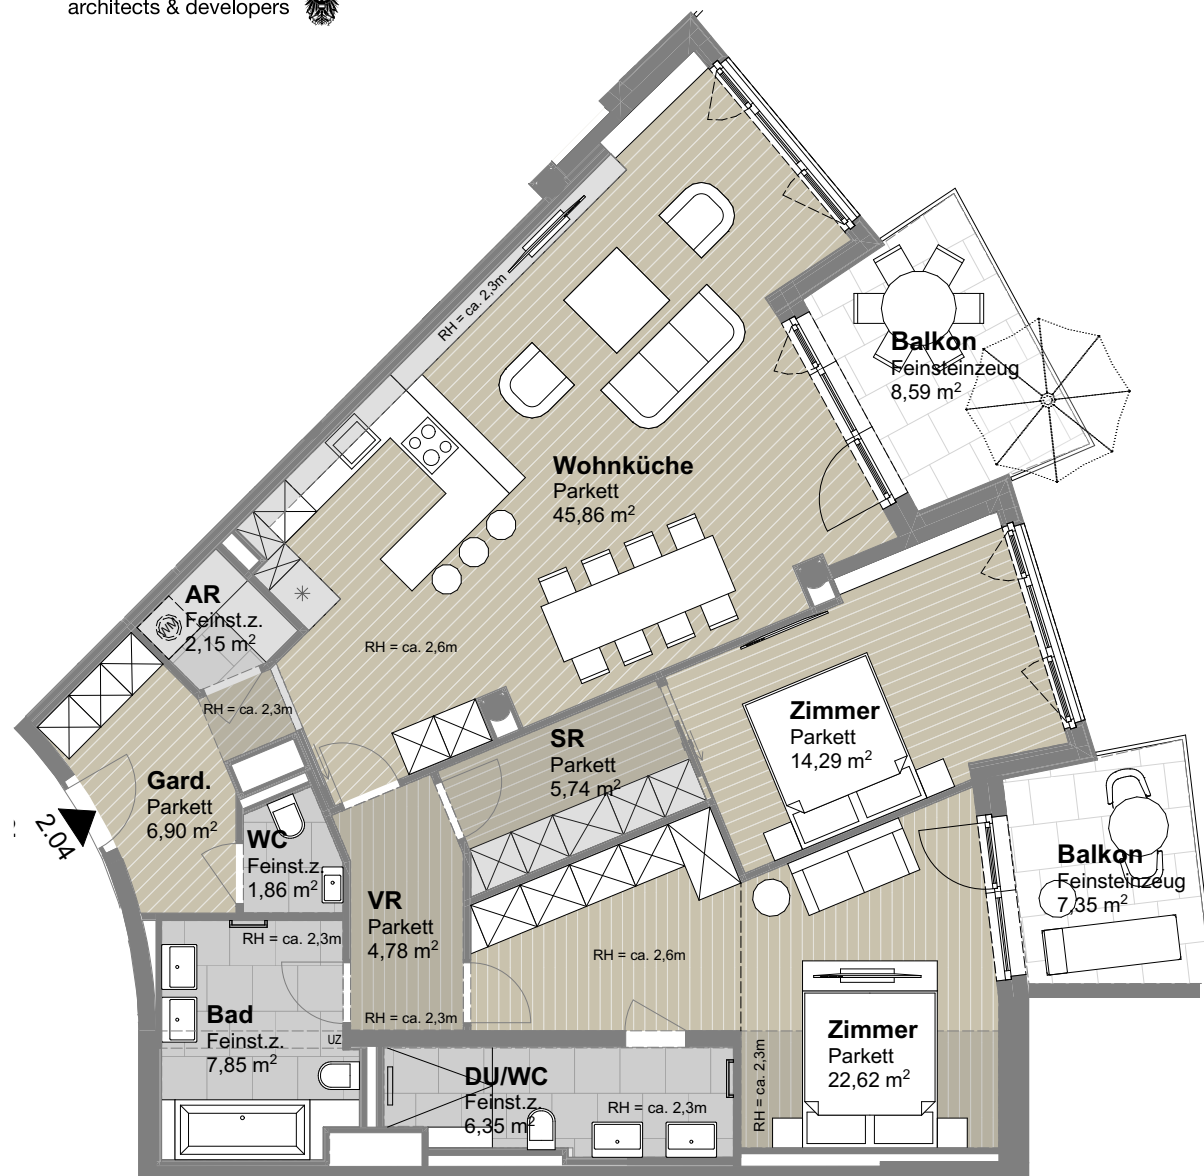 architects & developers
RH = ca. 2,3m
Balkon
Feinsteinzeug
8,59 m²
Wohnküche
Parkett
45,86 m²
AR
Feinst.z.
2,15 m²
WM
RH = ca. 2,6m
RH = ca. 2,3m
Zimmer
Parkett
14,29 m²
SR
Parkett
5,74 m²
Gard.
Parkett
6,90 m²
2.04
WC
Feinst.z.
1,86 m²
Balkon
Feinsteinzeug
7,35 m²
VR
Parkett
4,78 m²
RH = ca. 2,3m
RH = ca. 2,6m
Bad
Feinst.z.
7,85 m²
UZ
RH = ca. 2,3m
Zimmer
Parkett
22,62 m²
RH = ca. 2,3m
DU/WC
Feinst.z.
6,35 m²
RH = ca. 2,3m